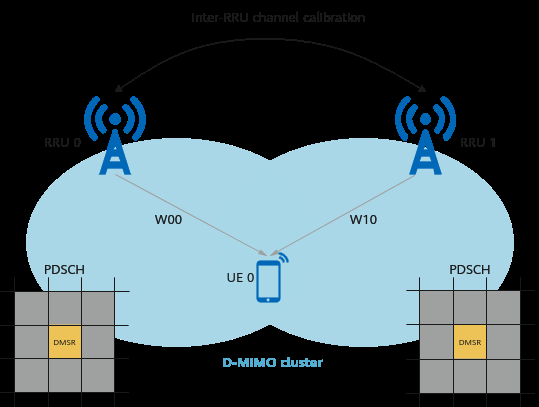 Inter-RRU channel calibration
RRU 0
RRU 1
W00
W10
UE 0
PDSCH
PDSCH
DMSR
DMSR
D-MIMO cluster